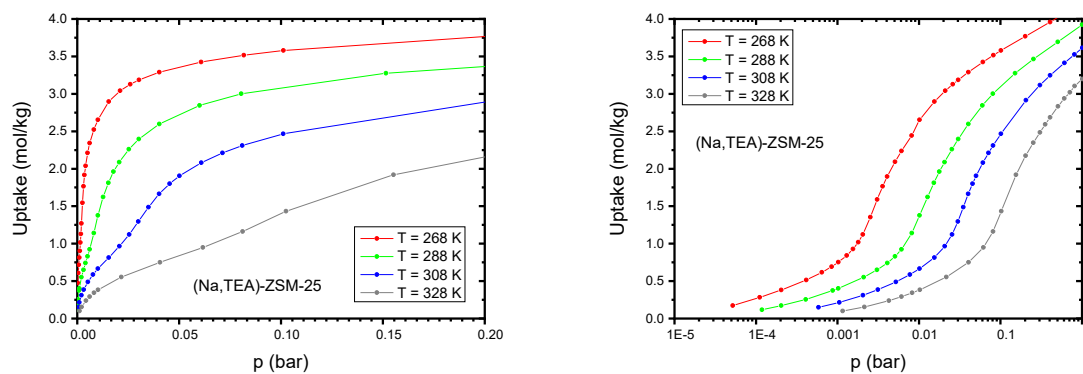 4.0
3.5
3.0
2.5
2.0
1.5
1.0
0.5
0.0
Uptake (mol/kg)
0.00
0.05
0.10
0.15
0.20
p (bar)
T = 268 K
T = 288 K
T = 308 K
T = 328 K
(Na,TEA)-ZSM-25
4.0
3.5
3.0
2.5
2.0
1.5
1.0
0.5
0.0
Uptake (mol/kg)
1E-5
1E-4
0.001
0.01
0.1
p (bar)
T = 268 K
T = 288 K
T = 308 K
T = 328 K
(Na,TEA)-ZSM-25